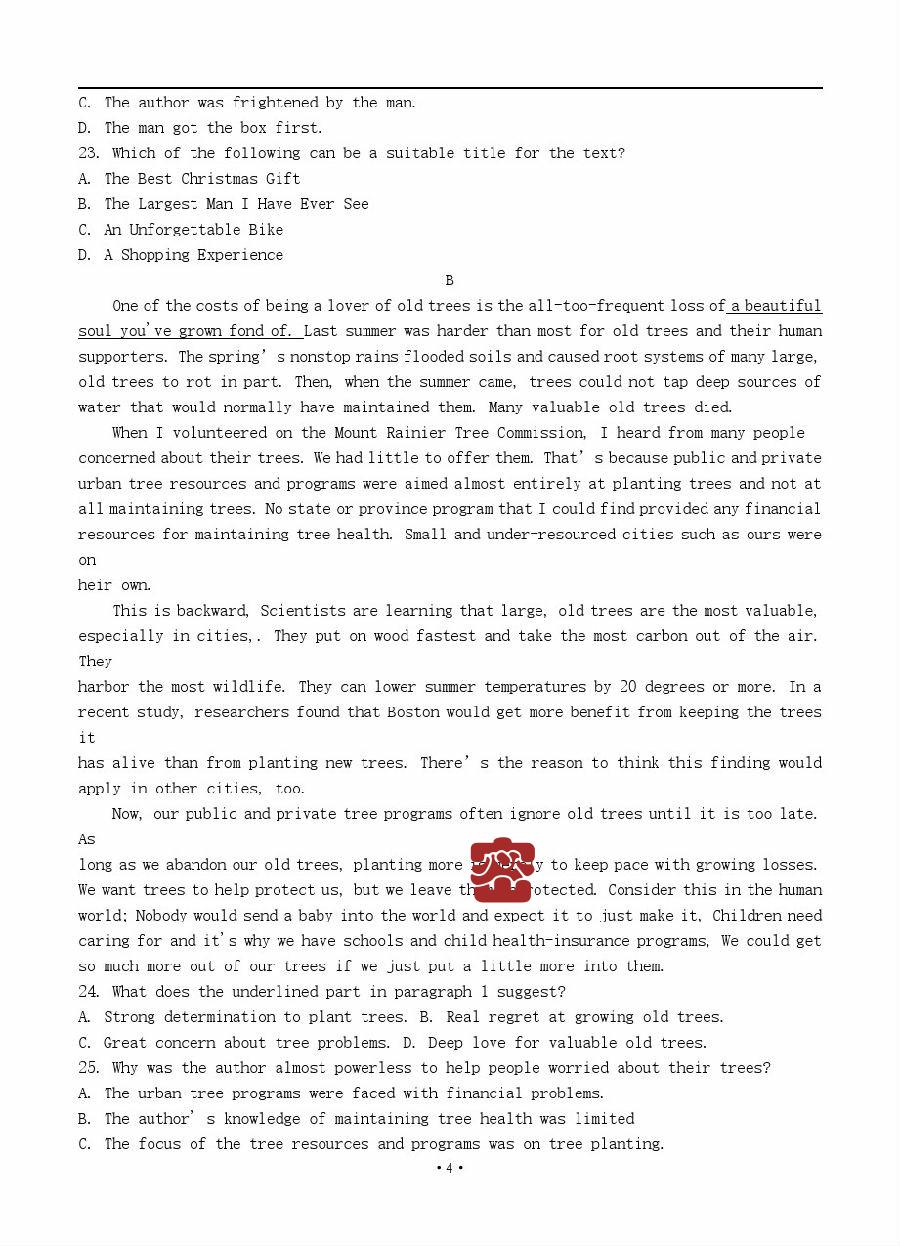 C. The author was frightened by the man.
D. The man got the box first.
23. Which of the following can be a suitable title for the text?
A. The Best Christmas Gift
B. The Largest Man I Have Ever See
C. An Unforgettable Bike
D. A Shopping Experience
B
One of the costs of being a lover of old trees is the all-too-frequent loss of a beautiful
soul you've grown fond of. Last summer was harder than most for old trees and their human
supporters. The spring's nonstop rains flooded soils and caused root systems of many large,
old trees to rot in part. Then, when the summer came, trees could not tap deep sources of
water that would normally have maintained them. Many valuable old trees died.
When I volunteered on the Mount Rainier Tree Commission, I heard from many people
concerned about their trees. We had little to offer them. That's because public and private
urban tree resources and programs were aimed almost entirely at planting trees and not at
all maintaining trees. No state or province program that I could find provided any financial
resources for maintaining tree health. Small and under-resourced cities such as ours were
on
heir own.
This is backward, Scientists are learning that large, old trees are the most valuable,
especially in cities,. They put on wood fastest and take the most carbon out of the air.
They
harbor the most wildlife. They can lower summer temperatures by 20 degrees or more. In a
recent study, researchers found that Boston would get more benefit from keeping the trees
it
has alive than from planting new trees. There's the reason to think this finding would
apply in other cities, too.
Now, our public and private tree programs often ignore old trees until it is too late.
As
long as we abandon our old trees, planting more to keep pace with growing losses.
We want trees to help protect us, but we leave Consider this in the human
world; Nobody would send a baby into the world and expect it to just make it, Children need
caring for and it's why we have schools and child health-insurance programs, We could get
so much more out of our trees if we just put a little more into them.
24. What does the underlined part in paragraph 1 suggest?
A. Strong determination to plant trees. B. Real regret at growing old trees.
C. Great concern about tree problems. D. Deep love for valuable old trees.
25. Why was the author almost powerless to help people worried about their trees?
A. The urban tree programs were faced with financial problems.
B. The author's knowledge of maintaining tree health was limited
C. The focus of the tree resources and programs was on tree planting.
•4•